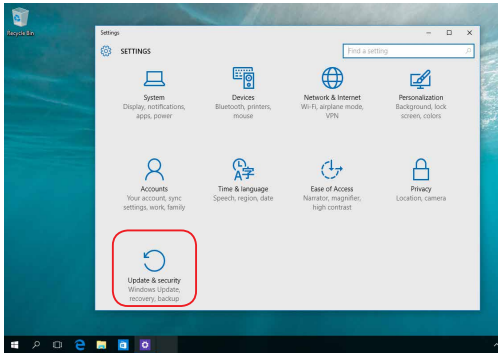 Recycle Bin
Settings
SETTINGS
Find a setting
System
Display, notifications,
apps, power
Devices
Bluetooth, printers,
mouse
Network & Internet
Wi-Fi, airplane mode,
VPN
Personalization
Background, lock
screen, colors
Accounts
Your account, sync
settings, work, family
Time & language
Speech, region, date
Ease of Access
Narrator, magnifier,
high contrast
Privacy
Location, camera
Update & security
Windows Update,
recovery, backup